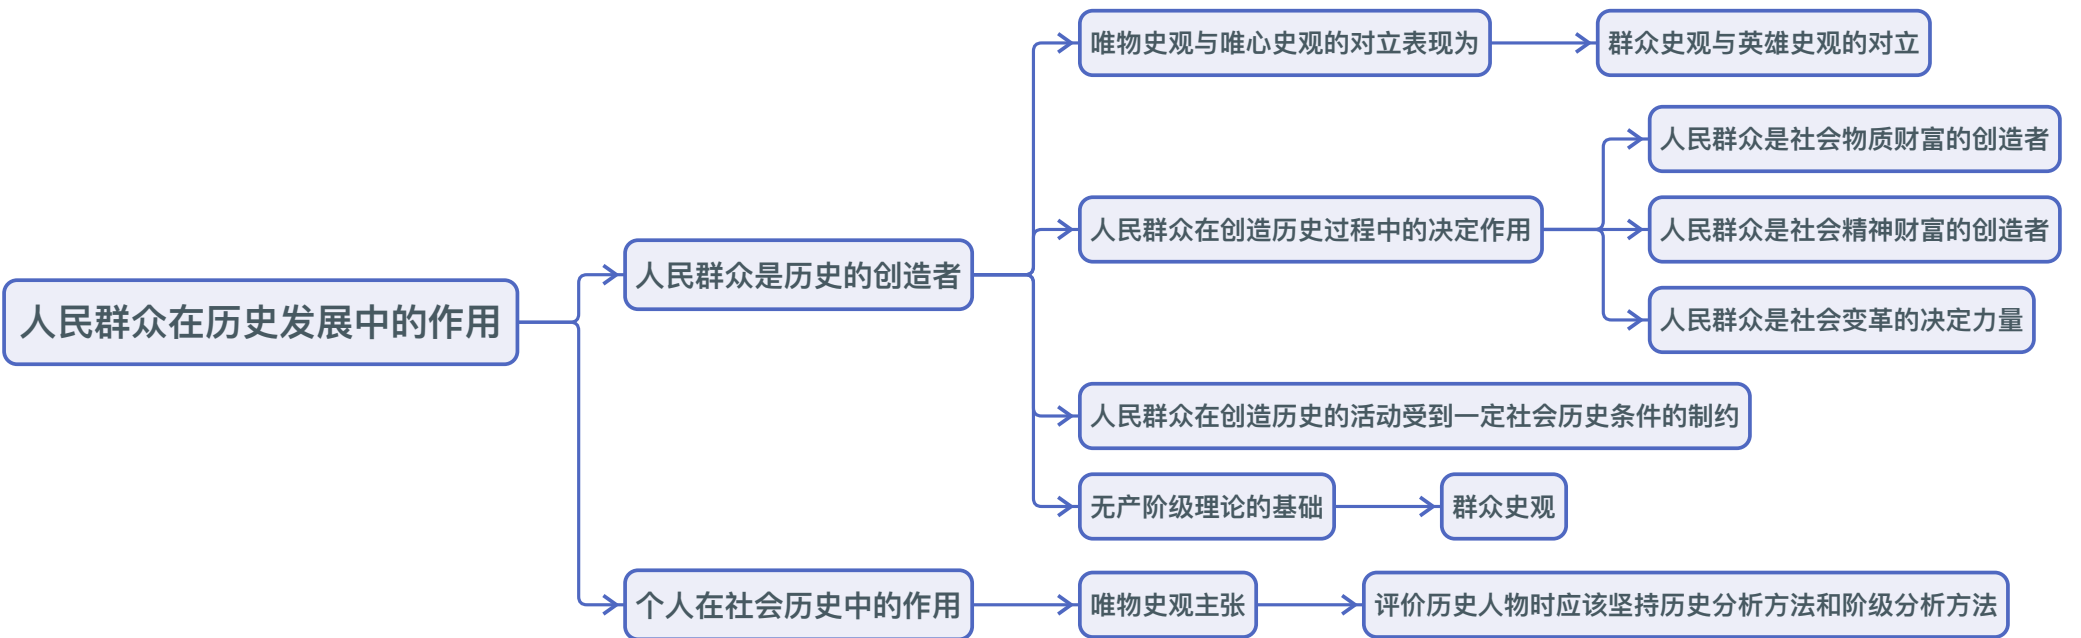 人民群众在历史发展中的作用
人民群众是历史的创造者
唯物史观与唯心史观的对立表现为
群众史观与英雄史观的对立
人民群众在创造历史过程中的决定作用
人民群众是社会物质财富的创造者
人民群众是社会精神财富的创造者
人民群众是社会变革的决定力量
人民群众在创造历史的活动受到一定社会历史条件的制约
无产阶级理论的基础
群众史观
个人在社会历史中的作用
唯物史观主张
评价历史人物时应该坚持历史分析方法和阶级分析方法